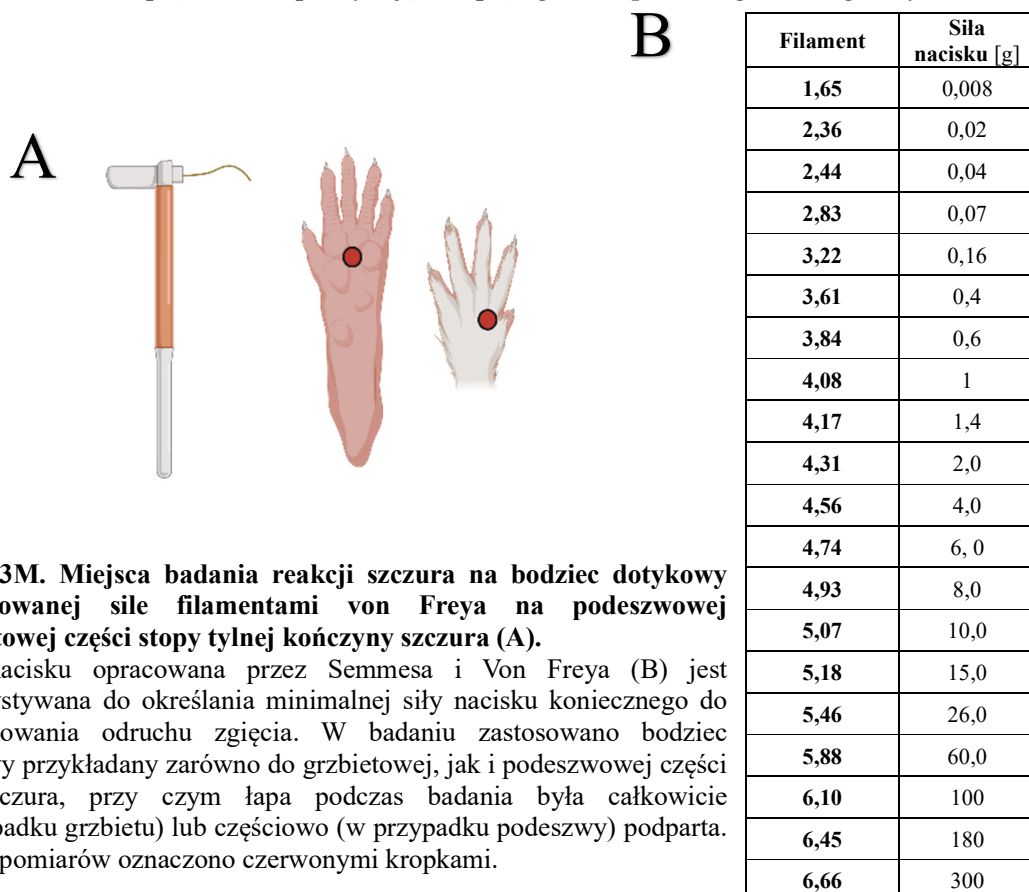 B
A
Filament Siła nacisku [g]
1,65 0,008
2,36 0,02
2,44 0,04
2,83 0,07
3,22 0,16
3,61 0,4
3,84 0,6
4,08 1
4,17 1,4
4,31 2,0
4,56 4,0
4,74 6, 0
4,93 8,0
5,07 10,0
5,18 15,0
5,46 26,0
5,88 60,0
6,10 100
6,45 180
6,66 300
3M. Miejsca badania reakcji szczura na bodziec dotykowy
owanej sile filamentami von Freya na podeszwowej
towej części stopy tylnej kończyny szczura (A).
acisku opracowana przez Semmesa i Von Freya (B) jest
stywana do określania minimalnej siły nacisku koniecznego do
owania odruchu zgięcia. W badaniu zastosowano bodziec
y przykładany zarówno do grzbietowej, jak i podeszwowej części
czura, przy czym łapa podczas badania była całkowicie
padku grzbietu) lub częściowo (w przypadku podeszwy) podparta.
pomiarów oznaczono czerwonymi kropkami.